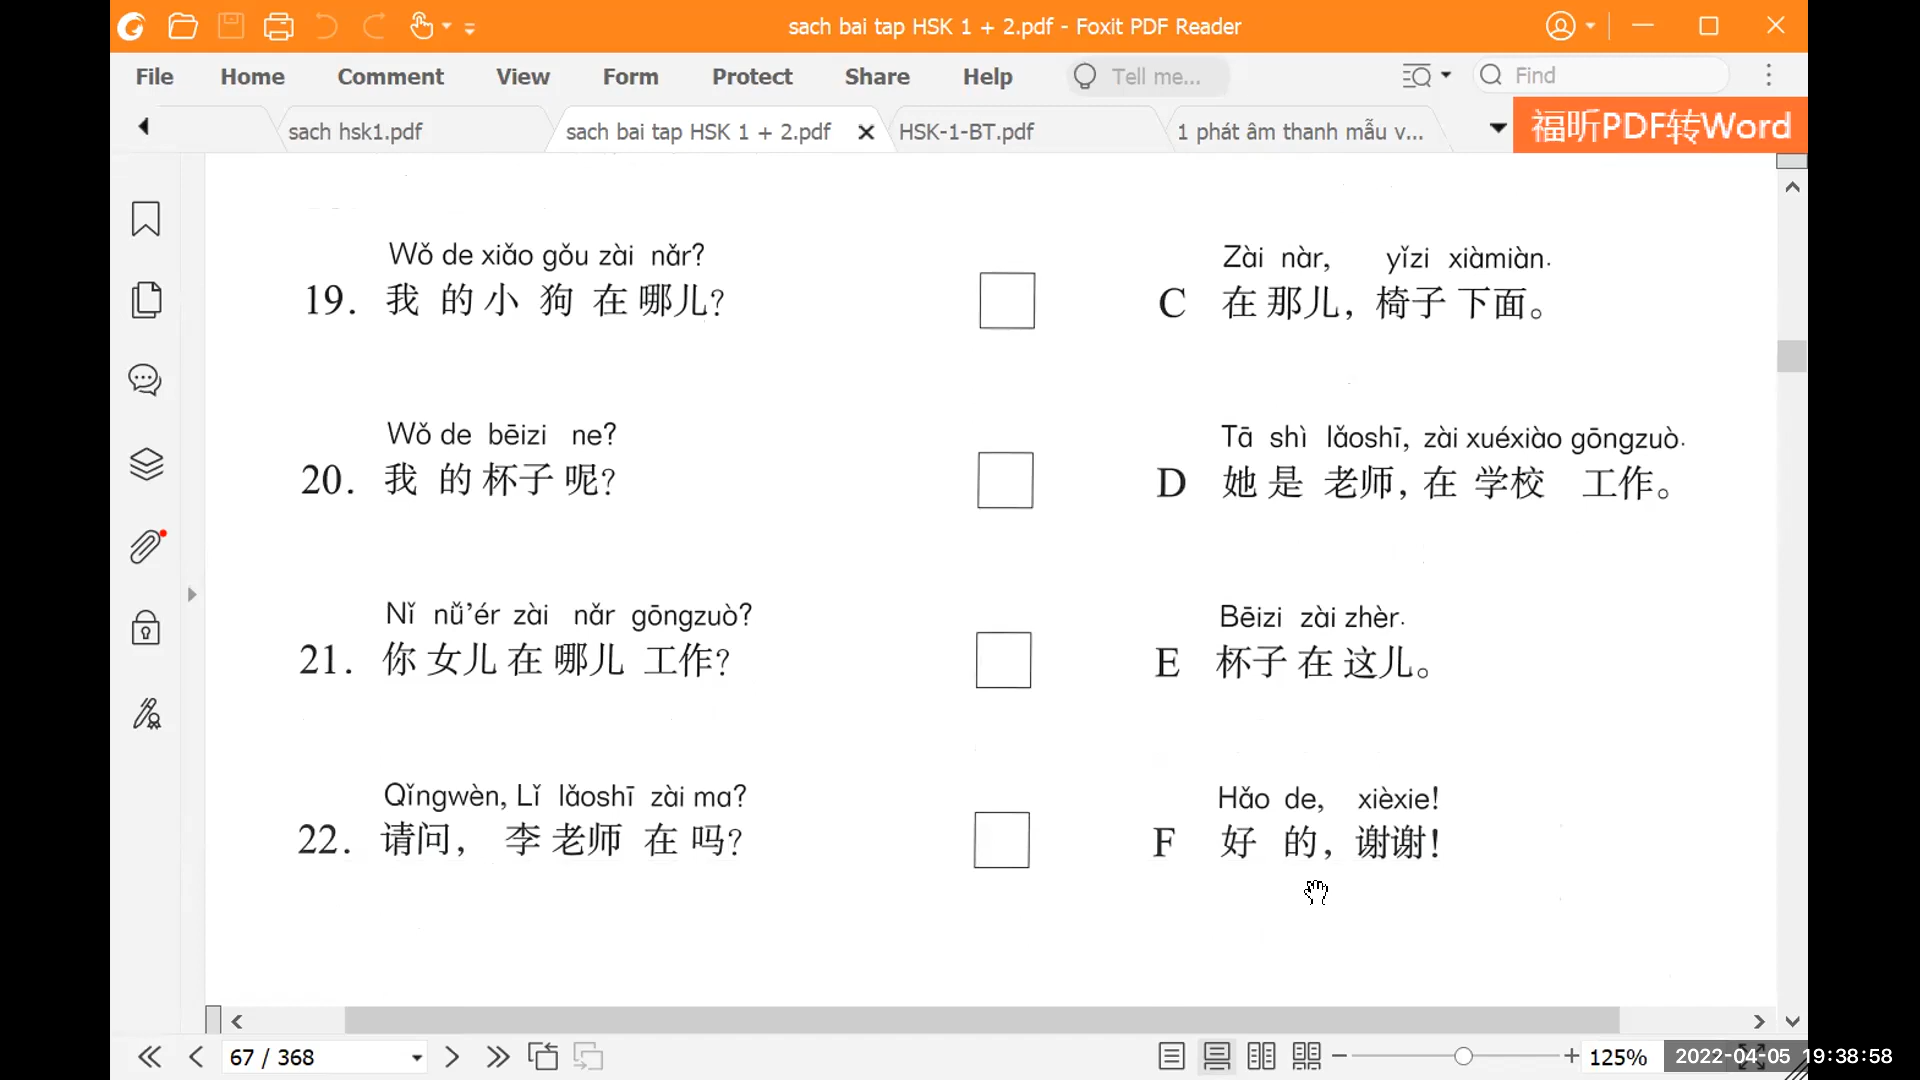 sach bai tap HSK 1 + 2.pdf - Foxit PDF Reader
File Home Comment View Form Protect Share Help Tell me... Find
sach hsk1.pdf sach bai tap HSK 1 + 2.pdf HSK-1-BT.pdf 1 phát âm thanh mẫu v... 福昕PDF转Word
Wǒ de xiǎo gǒu zài nǎr?
19. 我的小狗在哪儿?
Zài nàr, yǐzi xiàmiàn.
C 在那儿,椅子下面。
Wǒ de bēizi ne?
20. 我的杯子呢?
Tā shì lǎoshī, zài xuéxiào gōngzuò.
D 她是老师,在学校工作。
Nǐ nǚ'ér zài nǎr gōngzuò?
21. 你女儿在哪儿工作?
Bēizi zài zhèr.
E 杯子在这儿。
Qǐngwèn, Lǐ lǎoshī zài ma?
22. 请问,李老师在吗?
Hǎo de, xièxie!
F 好的,谢谢!
67 / 368 125% 2022-04-05 19:38:58